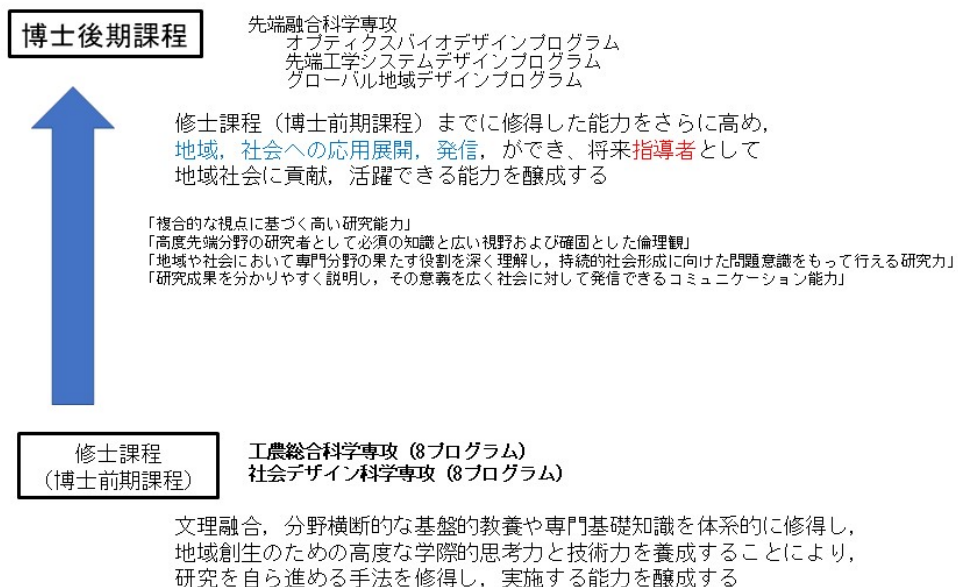 博士後期課程
先端融合科学専攻
オプティクスバイオデザインプログラム
先端工学システムデザインプログラム
グローバル地域デザインプログラム
修士課程（博士前期課程）までに修得した能力をさらに高め，
地域，社会への応用展開，発信，ができ、将来指導者として
地域社会に貢献，活躍できる能力を醸成する
「複合的な視点に基づく高い研究能力」
「高度先端分野の研究者として必須の知識と広い視野および確固とした倫理観」
「地域や社会において専門分野の果たす役割を深く理解し，持続的社会形成に向けた問題意識をもって行える研究力」
「研究成果を分かりやすく説明し，その意義を広く社会に対して発信できるコミュニケーション能力」
修士課程
（博士前期課程）
工農総合科学専攻（8プログラム）
社会デザイン科学専攻（8プログラム）
文理融合，分野横断的な基盤的教養や専門基礎知識を体系的に修得し，
地域創生のための高度な学際的思考力と技術力を養成することにより，
研究を自ら進める手法を修得し，実施する能力を醸成する